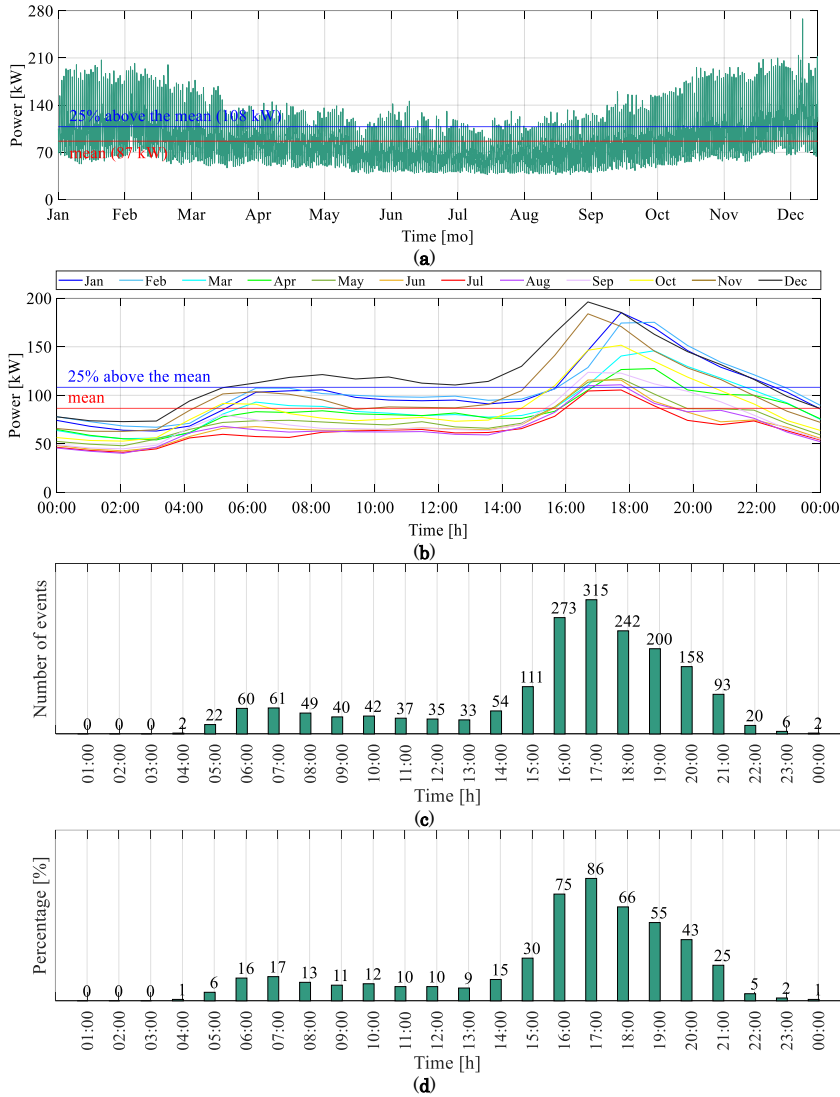 280
210
140
70
0
Power [kW]
25% above the mean (108 kW)
mean (87 kW)
Jan Feb Mar Apr May Jun Jul Aug Sep Oct Nov Dec
Time [mo]
(a)
Jan Feb Mar Apr May Jun Jul Aug Sep Oct Nov Dec
200
150
100
50
0
Power [kW]
25% above the mean
mean
00:00 02:00 04:00 06:00 08:00 10:00 12:00 14:00 16:00 18:00 20:00 22:00 00:00
Time [h]
(b)
Number of events
0 0 0 2 22 60 61 49 40 42 37 35 33 54 111 273 315 242 200 158 93 20 6 2
01:00 02:00 03:00 04:00 05:00 06:00 07:00 08:00 09:00 10:00 11:00 12:00 13:00 14:00 15:00 16:00 17:00 18:00 19:00 20:00 21:00 22:00 23:00 00:00
Time [h]
(c)
Percentage [%]
0 0 0 1 6 16 17 13 11 12 10 10 9 15 30 75 86 66 55 43 25 5 2 1
01:00 02:00 03:00 04:00 05:00 06:00 07:00 08:00 09:00 10:00 11:00 12:00 13:00 14:00 15:00 16:00 17:00 18:00 19:00 20:00 21:00 22:00 23:00 00:00
Time [h]
(d)